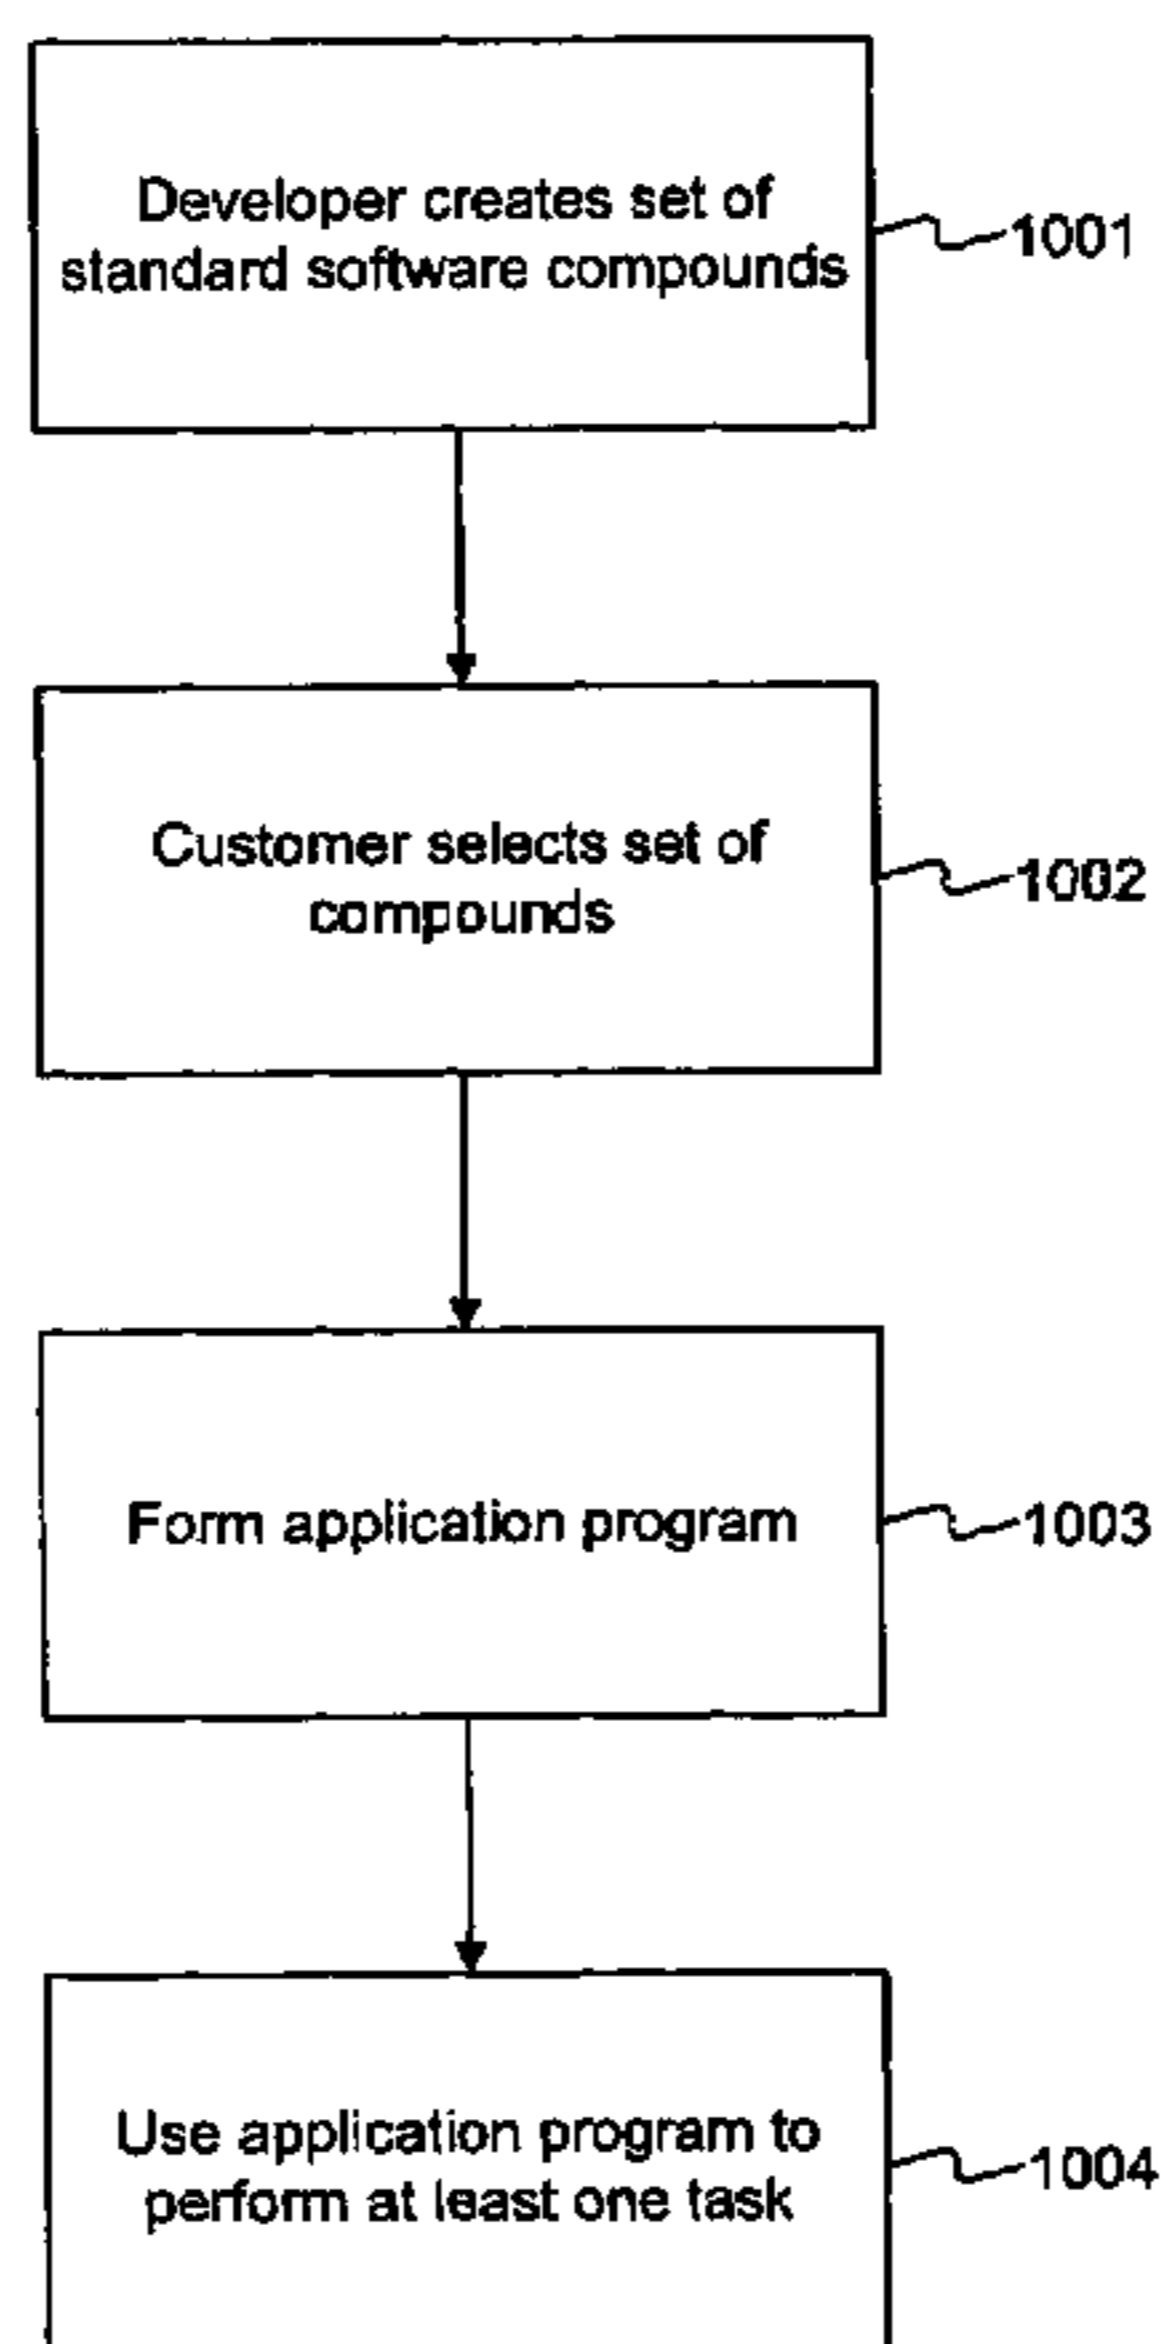 Developer creates set of
standard software compounds
1001
Customer selects set of
compounds
1002
Form application program
1003
Use application program to
perform at least one task
1004